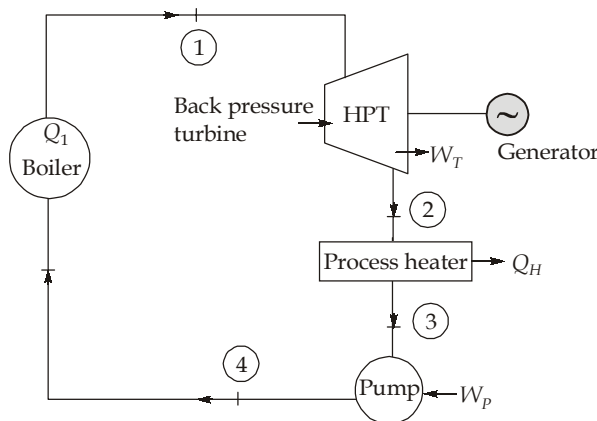 1
Back pressure
turbine
HPT
~
Generator
W_T
Q_1
Boiler
2
Process heater
Q_H
3
4
Pump
W_P